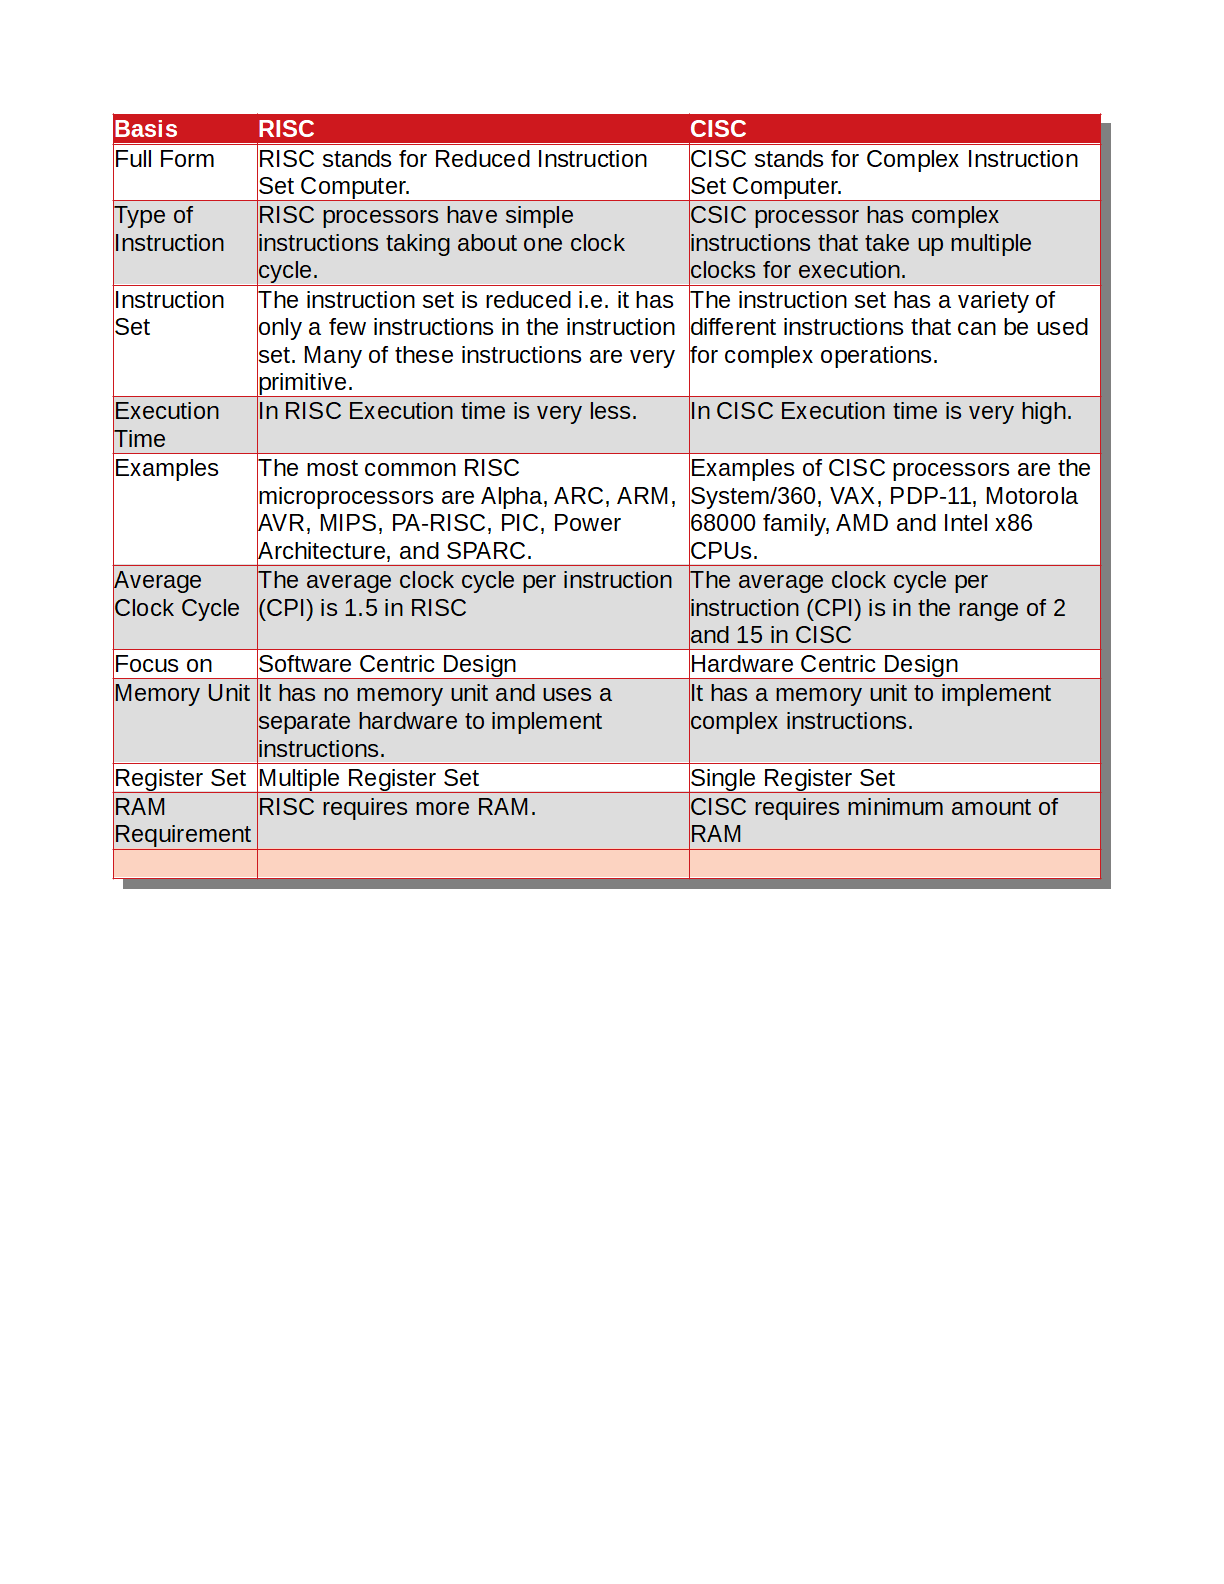 Basis RISC CISC
Full Form RISC stands for Reduced Instruction CISC stands for Complex Instruction
Set Computer. Set Computer.
Type of RISC processors have simple CSIC processor has complex
Instruction instructions taking about one clock instructions that take up multiple
cycle. clocks for execution.
Instruction The instruction set is reduced i.e. it has The instruction set has a variety of
Set only a few instructions in the instruction different instructions that can be used
set. Many of these instructions are very for complex operations.
primitive.
Execution In RISC Execution time is very less. In CISC Execution time is very high.
Time
Examples The most common RISC Examples of CISC processors are the
microprocessors are Alpha, ARC, ARM, System/360, VAX, PDP-11, Motorola
AVR, MIPS, PA-RISC, PIC, Power 68000 family, AMD and Intel x86
Architecture, and SPARC. CPUs.
Average The average clock cycle per instruction The average clock cycle per
Clock Cycle (CPI) is 1.5 in RISC instruction (CPI) is in the range of 2
and 15 in CISC
Focus on Software Centric Design Hardware Centric Design
Memory Unit It has no memory unit and uses a It has a memory unit to implement
separate hardware to implement complex instructions.
instructions.
Register Set Multiple Register Set Single Register Set
RAM RISC requires more RAM. CISC requires minimum amount of
Requirement RAM